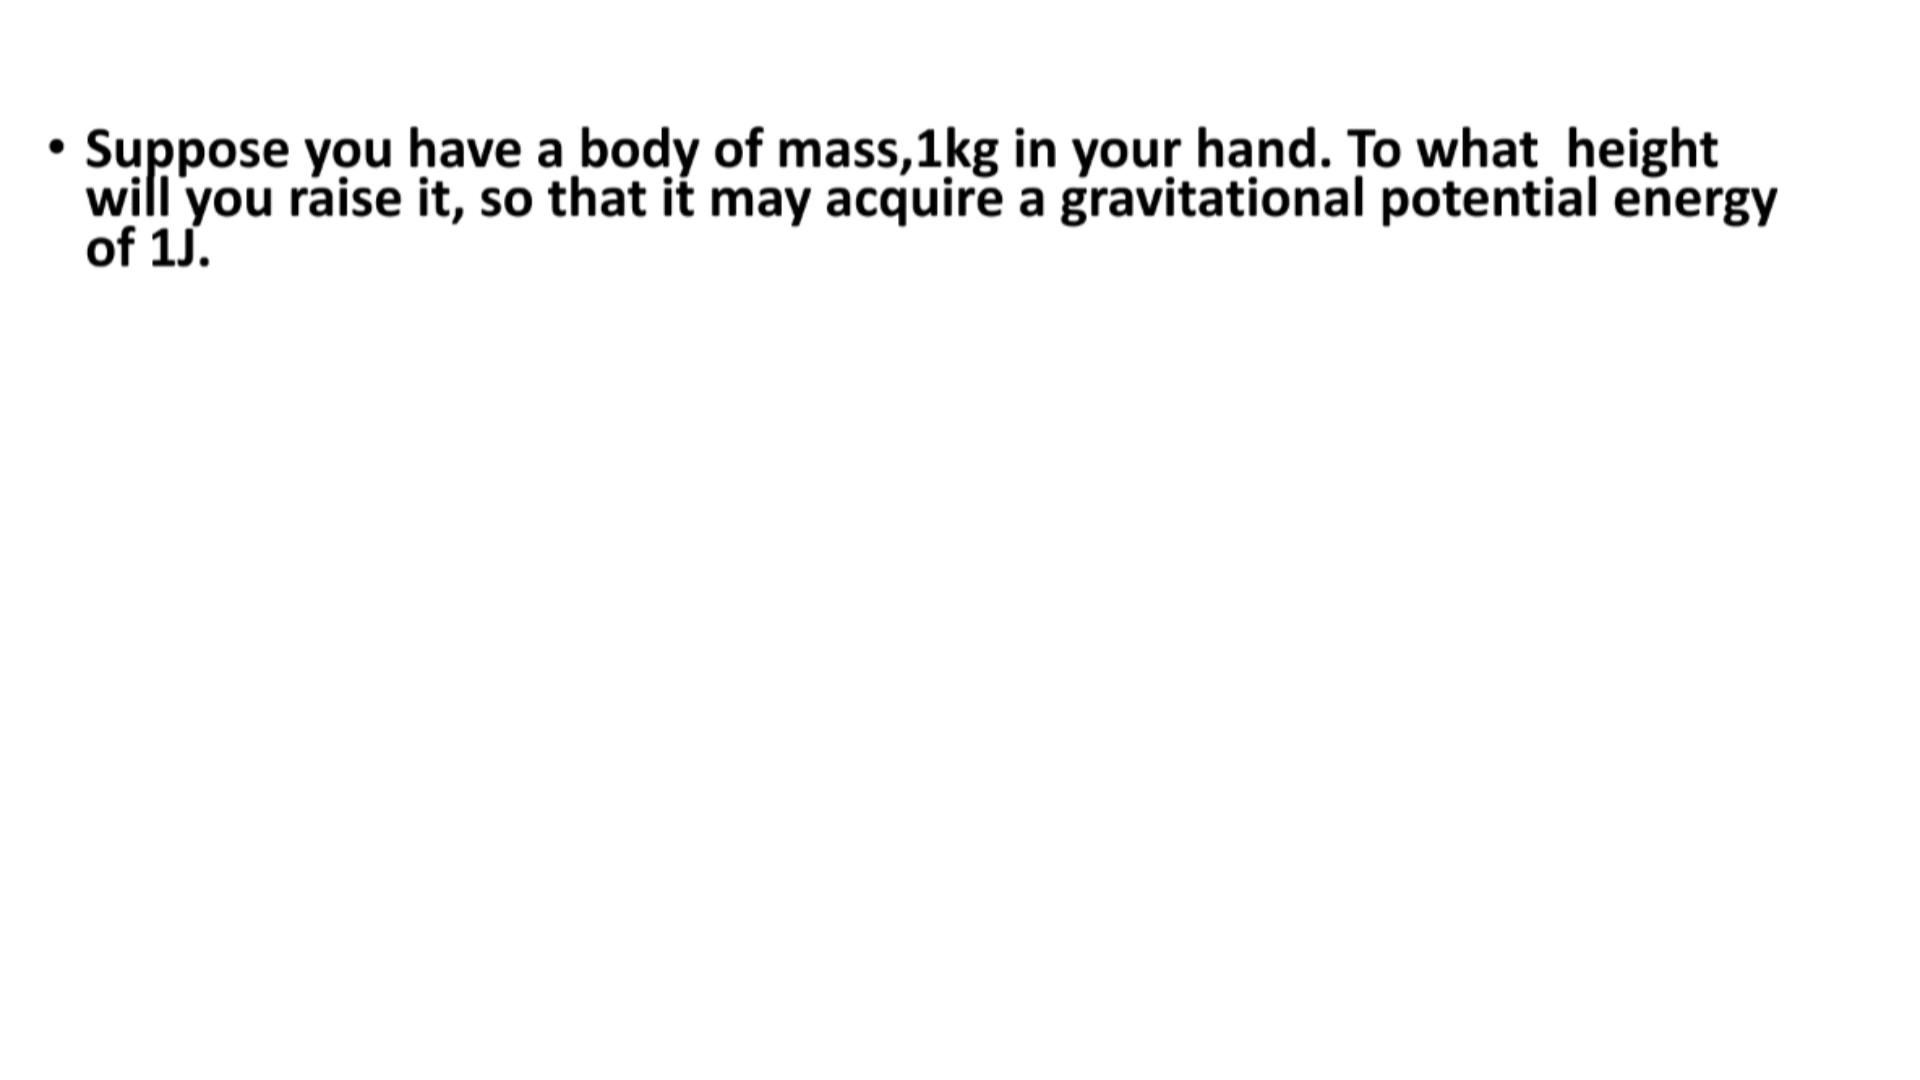 • Suppose you have a body of mass,1kg in your hand. To what  height
will you raise it, so that it may acquire a gravitational potential energy
of 1J.